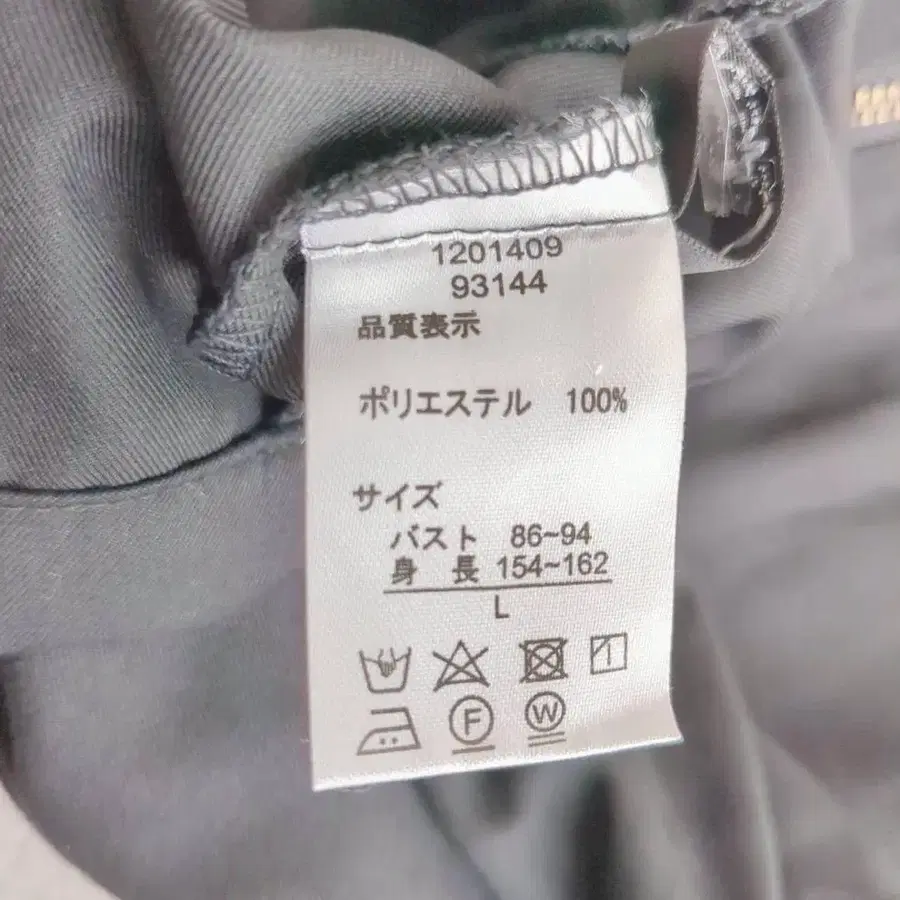 1201409
93144
品質表示
ポリエステル 100%
サイズ
バスト 86~94
身 長 154~162
L
F W